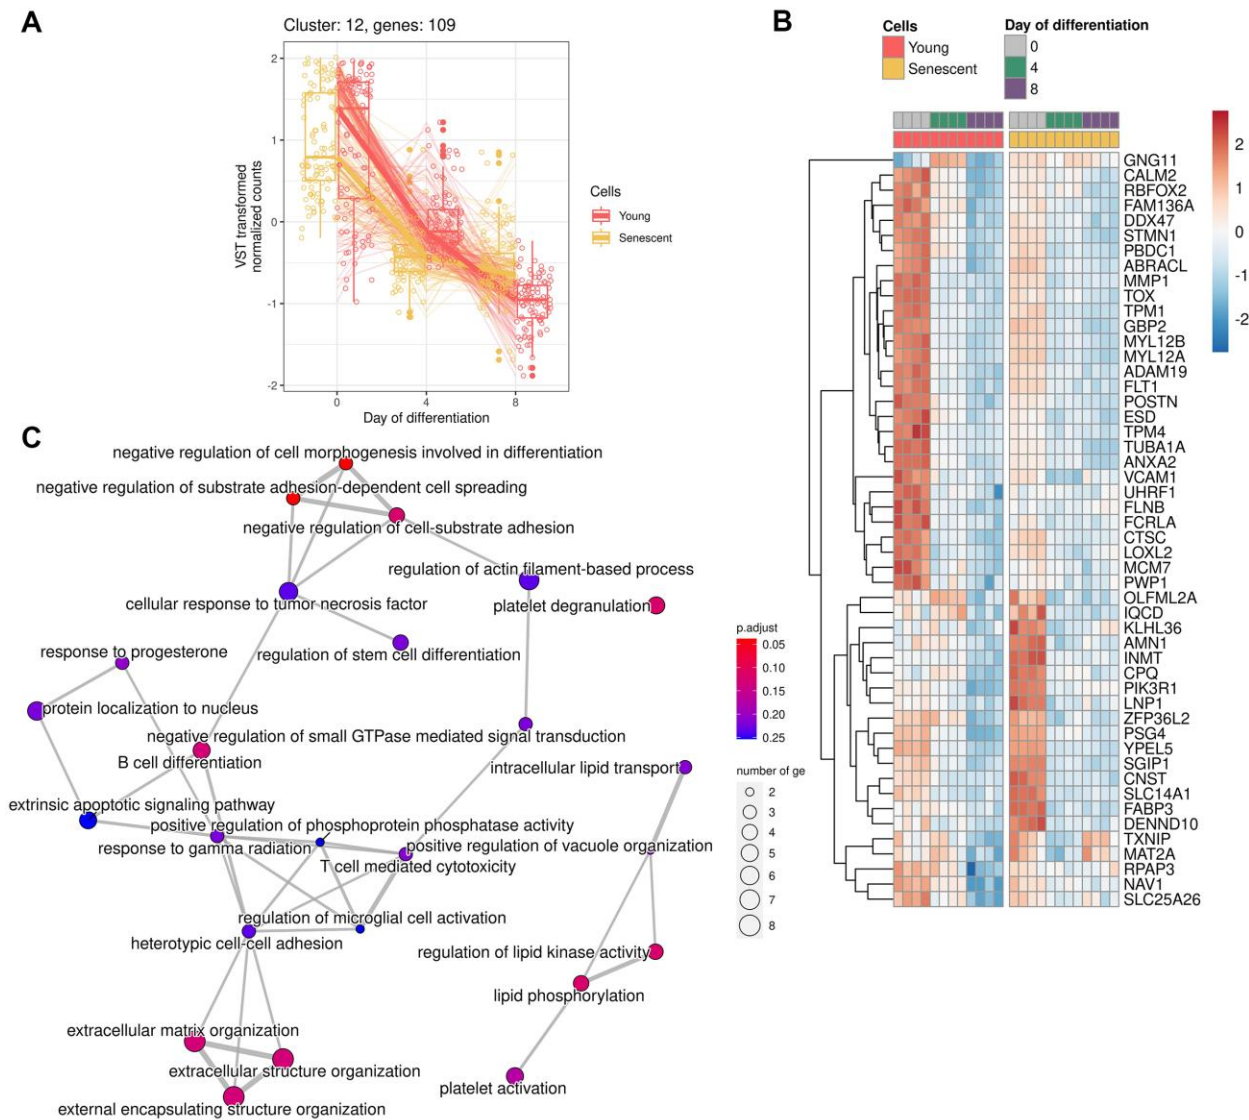 A
Cluster: 12, genes: 109
VST transformed
normalized counts
2
1
0
-1
-2
0
4
8
Day of differentiation
Cells
Young
Senescent
B
Cells
Young
Senescent
Day of differentiation
0
4
8
2
1
0
-1
-2
GNG11
CALM2
RBFOX2
FAM136A
DDX47
STMN1
PBDC1
ABRACL
MMP1
TOX
TPM1
GBP2
MYL12B
MYL12A
ADAM19
FLT1
POSTN
ESD
TPM4
TUBA1A
ANXA2
VCAM1
UHRF1
FLNB
FCRLA
CTSC
LOXL2
MCM7
PWP1
OLFML2A
IQCD
KLHL36
AMN1
INMT
CPQ
PIK3R1
LNP1
ZFP36L2
PSG4
YPEL5
SGIP1
CNST
SLC14A1
FABP3
DENND10
TXNIP
MAT2A
RPAP3
NAV1
SLC25A26
C
negative regulation of cell morphogenesis involved in differentiation
negative regulation of substrate adhesion-dependent cell spreading
negative regulation of cell-substrate adhesion
regulation of actin filament-based process
cellular response to tumor necrosis factor
platelet degranulation
response to progesterone
regulation of stem cell differentiation
protein localization to nucleus
negative regulation of small GTPase mediated signal transduction
B cell differentiation
intracellular lipid transport
extrinsic apoptotic signaling pathway
positive regulation of phosphoprotein phosphatase activity
response to gamma radiation
positive regulation of vacuole organization
T cell mediated cytotoxicity
regulation of microglial cell activation
heterotypic cell-cell adhesion
regulation of lipid kinase activity
lipid phosphorylation
extracellular matrix organization
extracellular structure organization
platelet activation
external encapsulating structure organization
p.adjust
0.05
0.10
0.15
0.20
0.25
number of ge
2
3
4
5
6
7
8